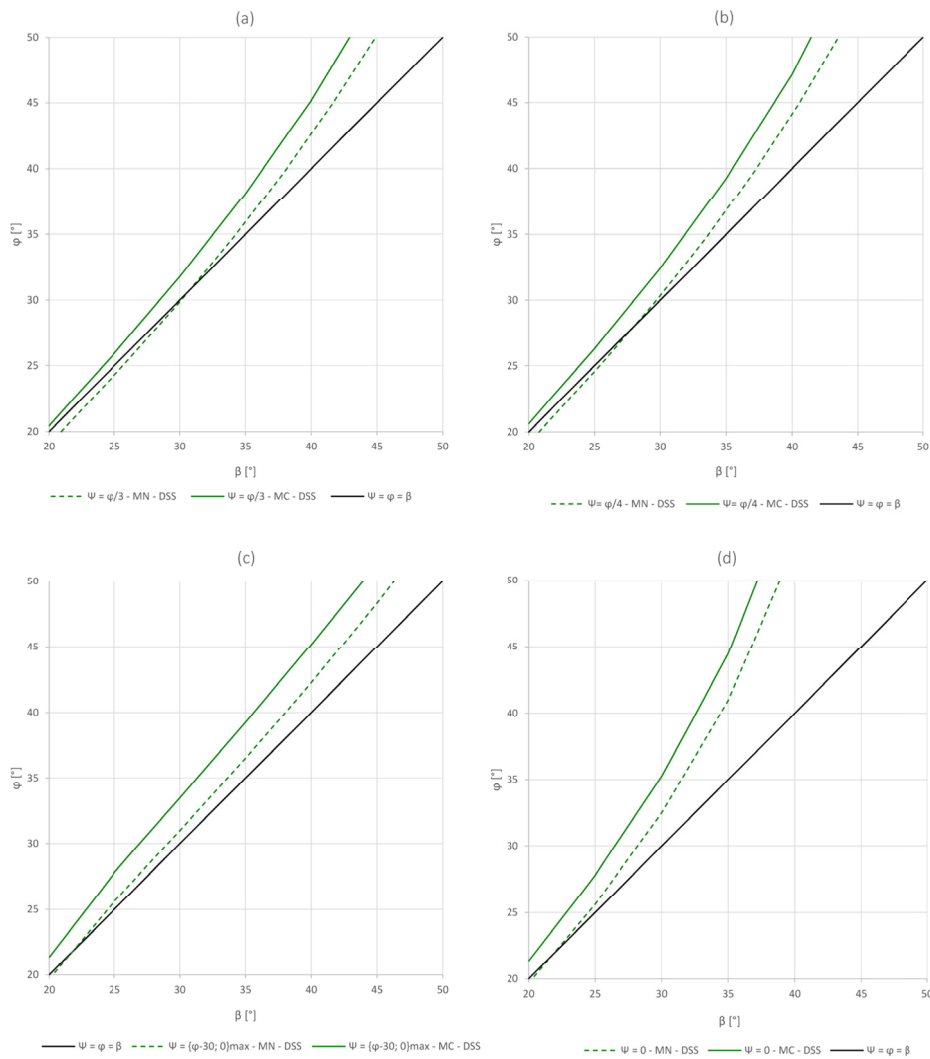 (a)
50
45
40
35
30
25
20
φ [°]
20 25 30 35 40 45 50
β [°]
Ψ = φ/3 - MN - DSS Ψ = φ/3 - MC - DSS Ψ = φ = β
(b)
50
45
40
35
30
25
20
φ [°]
20 25 30 35 40 45 50
β [°]
Ψ= φ/4 - MN - DSS Ψ= φ/4 - MC - DSS Ψ = φ = β
(c)
50
45
40
35
30
25
20
φ [°]
20 25 30 35 40 45 50
β [°]
Ψ = φ = β Ψ = {φ-30; 0}max - MN - DSS Ψ = {φ-30; 0}max - MC - DSS
(d)
50
45
40
35
30
25
20
φ [°]
20 25 30 35 40 45 50
β [°]
Ψ = 0 - MN - DSS Ψ = 0 - MC - DSS Ψ = φ = β